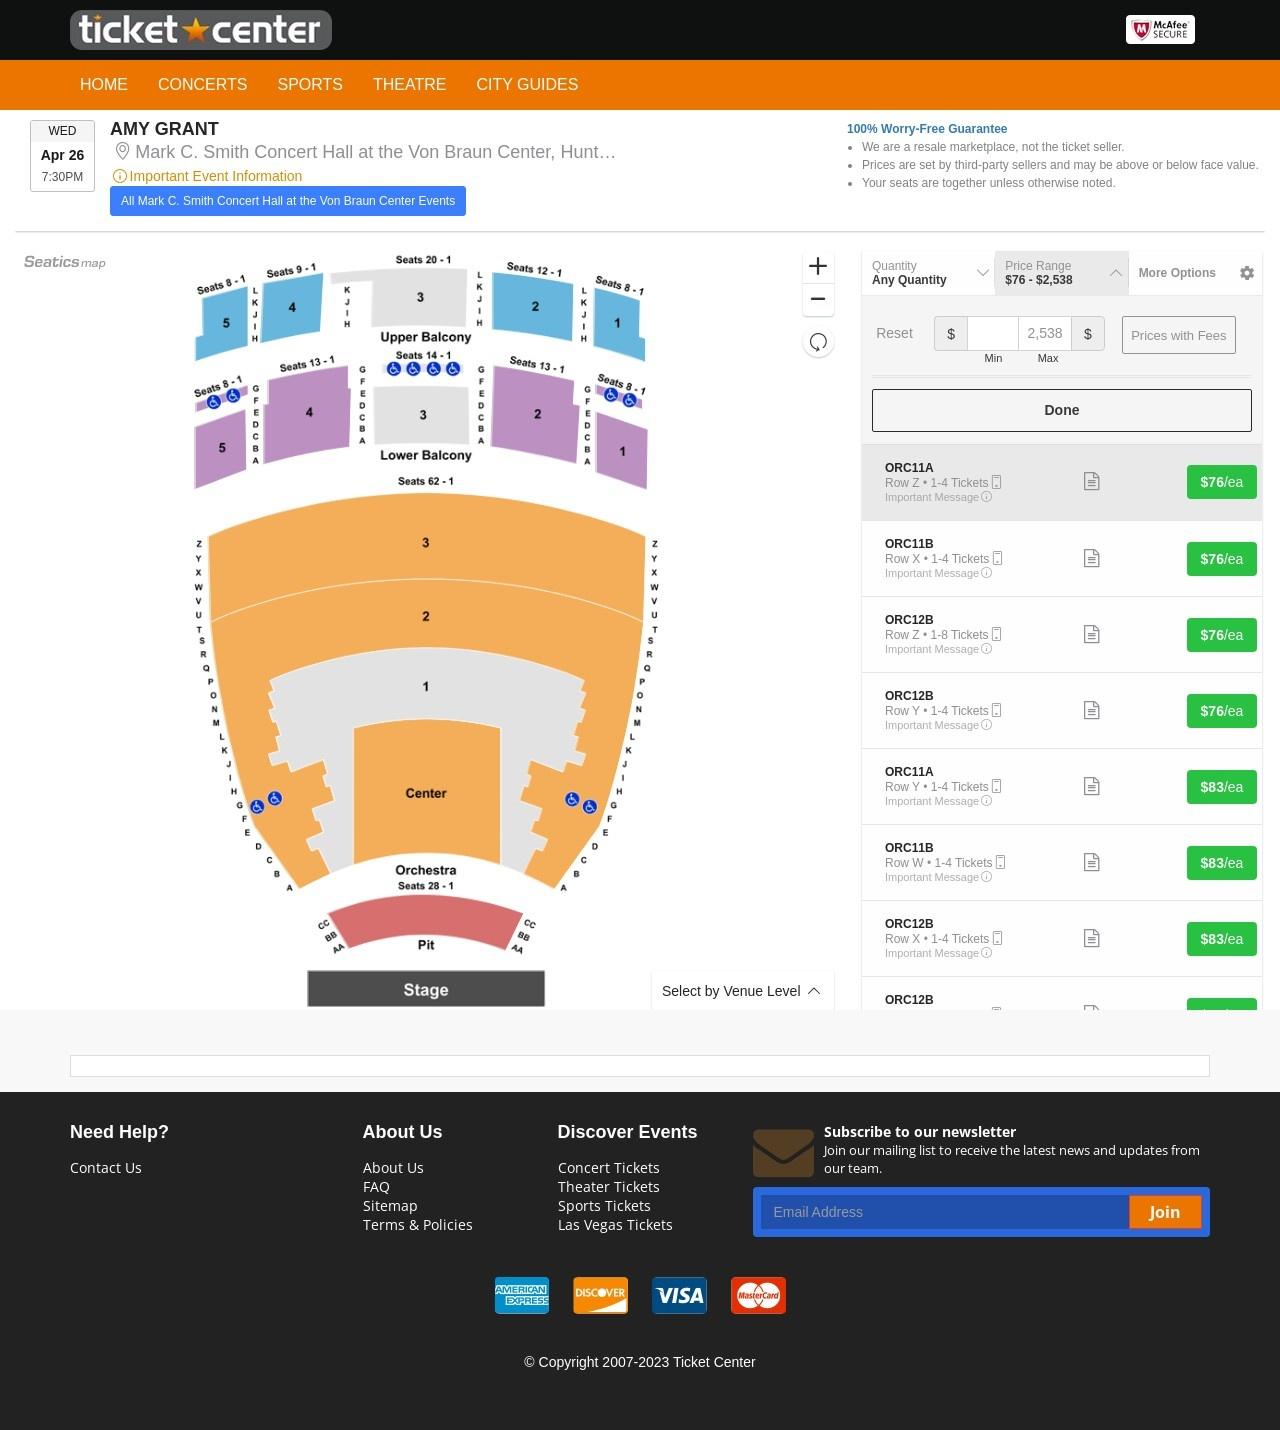 ticket★center
McAfee
SECURE
HOME CONCERTS SPORTS THEATRE CITY GUIDES
WED
Apr 26
7:30PM
AMY GRANT
Mark C. Smith Concert Hall at the Von Braun Center, Hunt…
Important Event Information
All Mark C. Smith Concert Hall at the Von Braun Center Events
100% Worry-Free Guarantee
• We are a resale marketplace, not the ticket seller.
• Prices are set by third-party sellers and may be above or below face value.
• Your seats are together unless otherwise noted.
Seatics map
Seats 8 - 1
Seats 9 - 1
Seats 20 - 1
Seats 12 - 1
Seats 8 - 1
5
4
3
2
1
L K J I H
K J I H
L K J I H
L K J I H
Upper Balcony
Seats 8 - 1
Seats 13 - 1
Seats 14 - 1
Seats 13 - 1
Seats 8 - 1
5
4
3
2
1
G F E D C B A
G F E D C B A
G F E D C B A
G F E D C B A
Lower Balcony
Seats 62 - 1
3
2
1
Center
Z Y X W V U T S R Q P O N M L K J I H G F E D C B A
Z Y X W V U T S R Q P O N M L K J I H G F E D C B A
Orchestra
Seats 28 - 1
CC BB AA
CC BB AA
Pit
Stage
Select by Venue Level
Quantity
Any Quantity
Price Range
$76 - $2,538
More Options
Reset
$
2,538
$
Min
Max
Prices with Fees
Done
ORC11A
Row Z • 1-4 Tickets
Important Message
$76/ea
ORC11B
Row X • 1-4 Tickets
Important Message
$76/ea
ORC12B
Row Z • 1-8 Tickets
Important Message
$76/ea
ORC12B
Row Y • 1-4 Tickets
Important Message
$76/ea
ORC11A
Row Y • 1-4 Tickets
Important Message
$83/ea
ORC11B
Row W • 1-4 Tickets
Important Message
$83/ea
ORC12B
Row X • 1-4 Tickets
Important Message
$83/ea
ORC12B
Need Help?
Contact Us
About Us
About Us
FAQ
Sitemap
Terms & Policies
Discover Events
Concert Tickets
Theater Tickets
Sports Tickets
Las Vegas Tickets
Subscribe to our newsletter
Join our mailing list to receive the latest news and updates from
our team.
Email Address
Join
AMERICAN EXPRESS
DISCOVER
VISA
MasterCard
© Copyright 2007-2023 Ticket Center